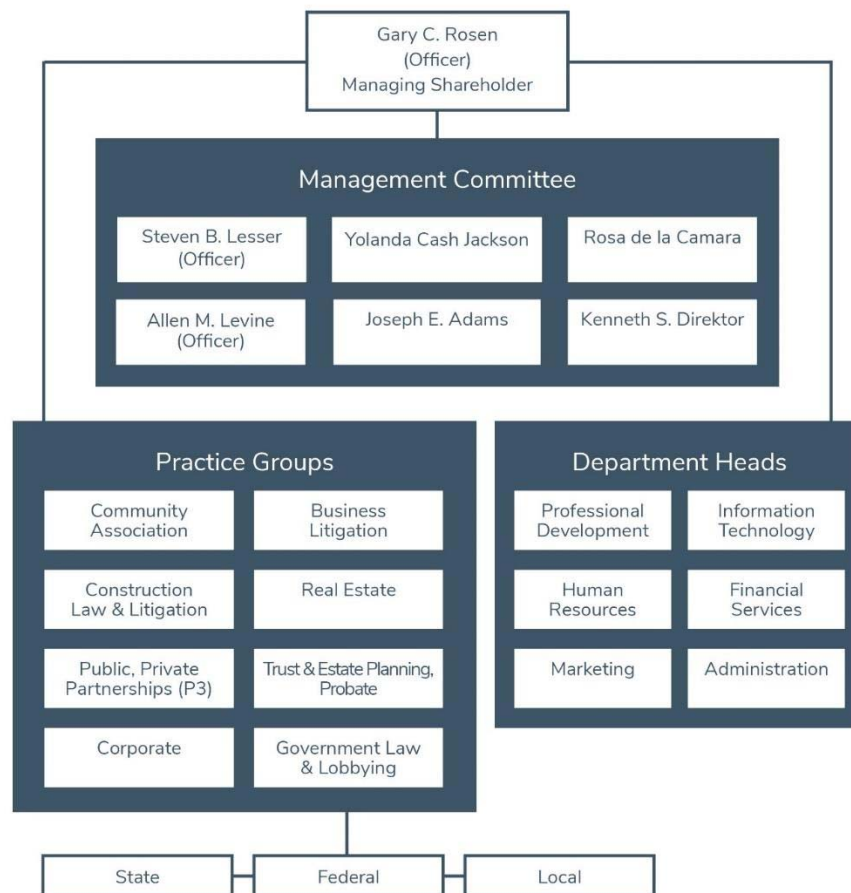 Gary C. Rosen
(Officer)
Managing Shareholder
Management Committee
Steven B. Lesser
(Officer)
Yolanda Cash Jackson
Rosa de la Camara
Allen M. Levine
(Officer)
Joseph E. Adams
Kenneth S. Direktor
Practice Groups
Community
Association
Business
Litigation
Construction
Law & Litigation
Real Estate
Public, Private
Partnerships (P3)
Trust & Estate Planning,
Probate
Corporate
Government Law
& Lobbying
Department Heads
Professional
Development
Information
Technology
Human
Resources
Financial
Services
Marketing
Administration
State
Federal
Local